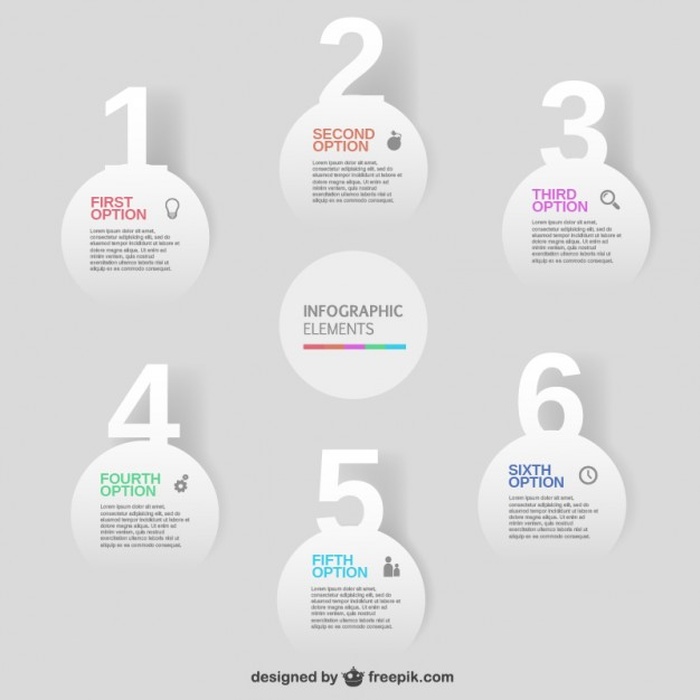 1
FIRST
OPTION
Lorem ipsum dolor sit amet,
consectetur adipisicing elit, sed do
eiusmod tempor incididunt ut labore et
dolore magna aliqua. Ut enim ad
minim veniam, quis nostrud
exercitation ullamco laboris nisi ut
ex ea commodo consequat.
2
SECOND
OPTION
Lorem ipsum dolor sit amet,
consectetur adipisicing elit, sed do
eiusmod tempor incididunt ut labore et
dolore magna aliqua. Ut enim ad
minim veniam, quis nostrud
exercitation ullamco laboris nisi ut
ex ea commodo consequat.
3
THIRD
OPTION
Lorem ipsum dolor sit amet,
consectetur adipisicing elit, sed do
eiusmod tempor incididunt ut labore et
dolore magna aliqua. Ut enim ad
minim veniam, quis nostrud
exercitation ullamco laboris nisi ut
ex ea commodo consequat.
INFOGRAPHIC
ELEMENTS
4
FOURTH
OPTION
Lorem ipsum dolor sit amet,
consectetur adipisicing elit, sed do
eiusmod tempor incididunt ut labore et
dolore magna aliqua. Ut enim ad
minim veniam, quis nostrud
exercitation ullamco laboris nisi ut
ex ea commodo consequat.
5
FIFTH
OPTION
Lorem ipsum dolor sit amet,
consectetur adipisicing elit, sed do
eiusmod tempor incididunt ut labore et
dolore magna aliqua. Ut enim ad
minim veniam, quis nostrud
exercitation ullamco laboris nisi ut
ex ea commodo consequat.
6
SIXTH
OPTION
Lorem ipsum dolor sit amet,
consectetur adipisicing elit, sed do
eiusmod tempor incididunt ut labore et
dolore magna aliqua. Ut enim ad
minim veniam, quis nostrud
exercitation ullamco laboris nisi ut
ex ea commodo consequat.
designed by freepik.com